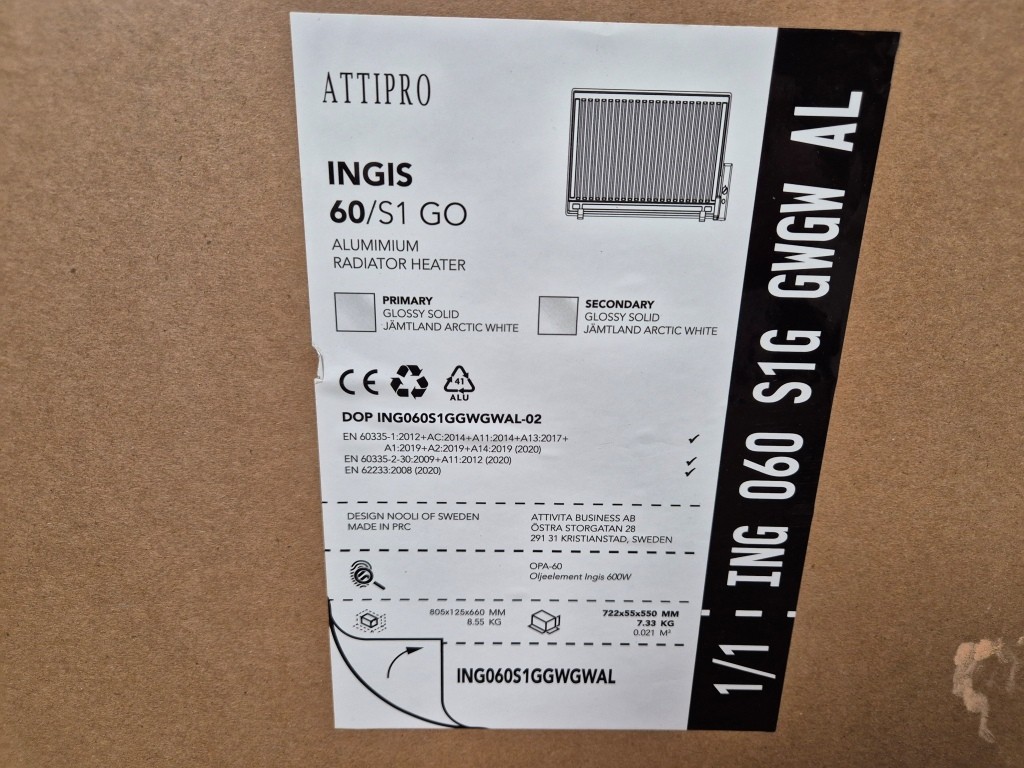 ATTIPRO
INGIS
60/S1 GO
ALUMIMIUM
RADIATOR HEATER
PRIMARY
GLOSSY SOLID
JÄMTLAND ARCTIC WHITE
SECONDARY
GLOSSY SOLID
JÄMTLAND ARCTIC WHITE
CE
41
ALU
DOP ING060S1GGWGWAL-02
EN 60335-1:2012+AC:2014+A11:2014+A13:2017+
A1:2019+A2:2019+A14:2019 (2020)
EN 60335-2-30:2009+A11:2012 (2020)
EN 62233:2008 (2020)
DESIGN NOOLI OF SWEDEN
MADE IN PRC
ATTIVITA BUSINESS AB
ÖSTRA STORGATAN 28
291 31 KRISTIANSTAD, SWEDEN
OPA-60
Oljeelement Ingis 600W
805x125x660 MM
8.55 KG
722x55x550 MM
7.33 KG
0.021 M³
ING060S1GGWGWAL
1/1 - ING 060 S1G GWGW AL